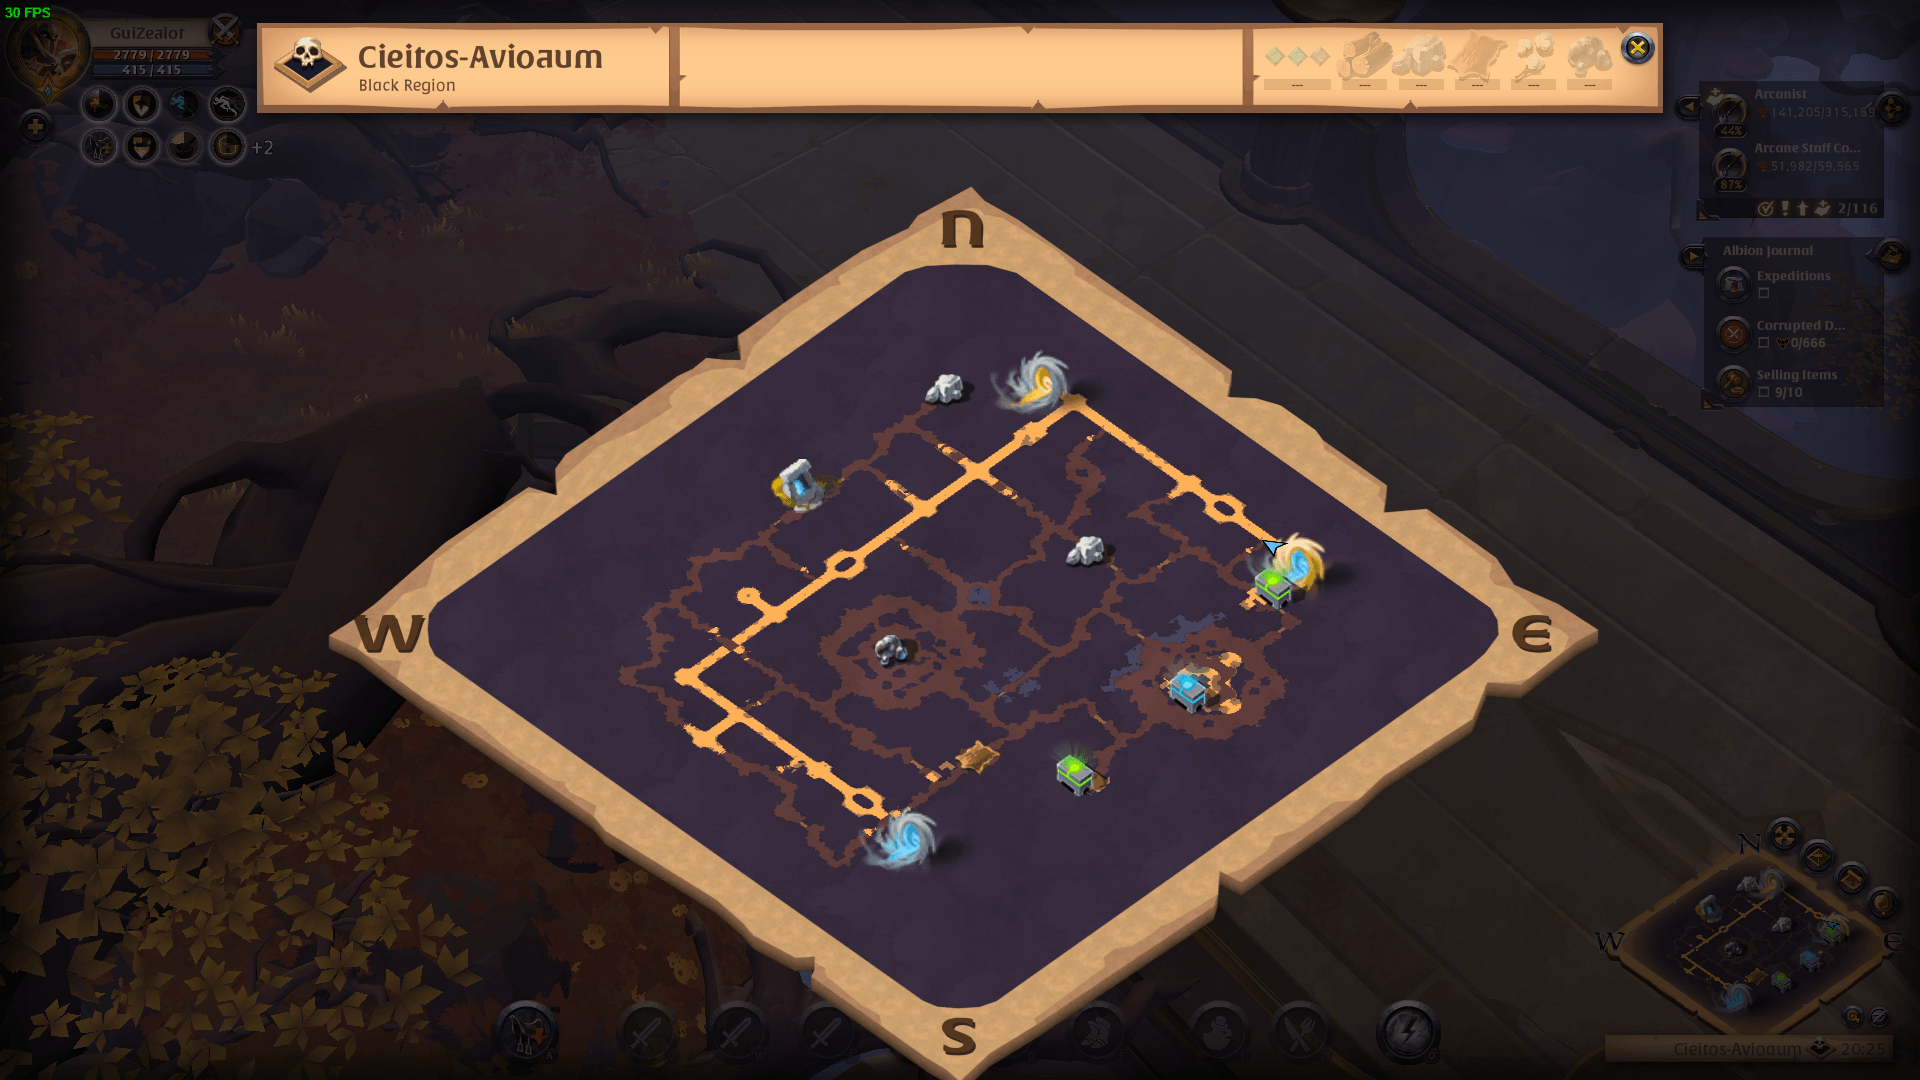 30 FPS
GuiZealot
2779 | 2779
415 | 415
+2
Cieitos-Avioaum
Black Region
---
---
---
---
---
---
Arcanist
141,205/315,189
44%
Arcane Staff Co...
51,982/59,565
87%
2/116
Albion Journal
Expeditions
Corrupted D...
0/666
Selling Items
9/10
N
W
E
S
N
W
E
A
Cieitos-Avioaum
20:25